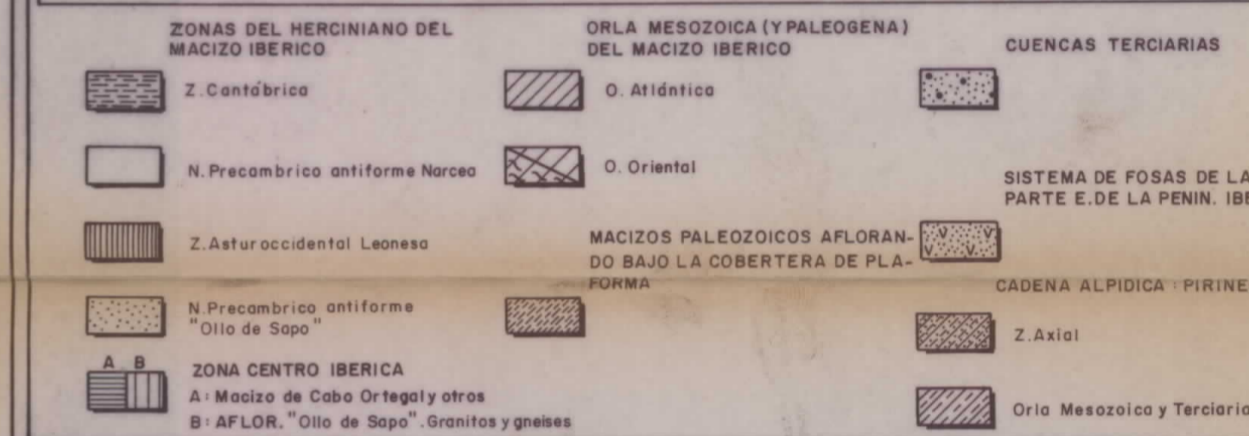 ZONAS DEL HERCINIANO DEL
MACIZO IBERICO
Z.Cantábrica
N.Precambrico antiforme Narcea
Z.Asturoccidental Leonesa
N.Precambrico antiforme
"Ollo de Sapo"
A B
ZONA CENTRO IBERICA
A: Macizo de Cabo Ortegal y otros
B: AFLOR. "Ollo de Sapo". Granitos y gneises
ORLA MESOZOICA (Y PALEOGENA)
DEL MACIZO IBERICO
O. Atlántica
O. Oriental
MACIZOS PALEOZOICOS AFLORAN-
DO BAJO LA COBERTERA DE PLA-
FORMA
CUENCAS TERCIARIAS
SISTEMA DE FOSAS DE LA
PARTE E.DE LA PENIN.
CADENA ALPIDICA:
Z.Axial
Orla Mesozoica y Terciaria